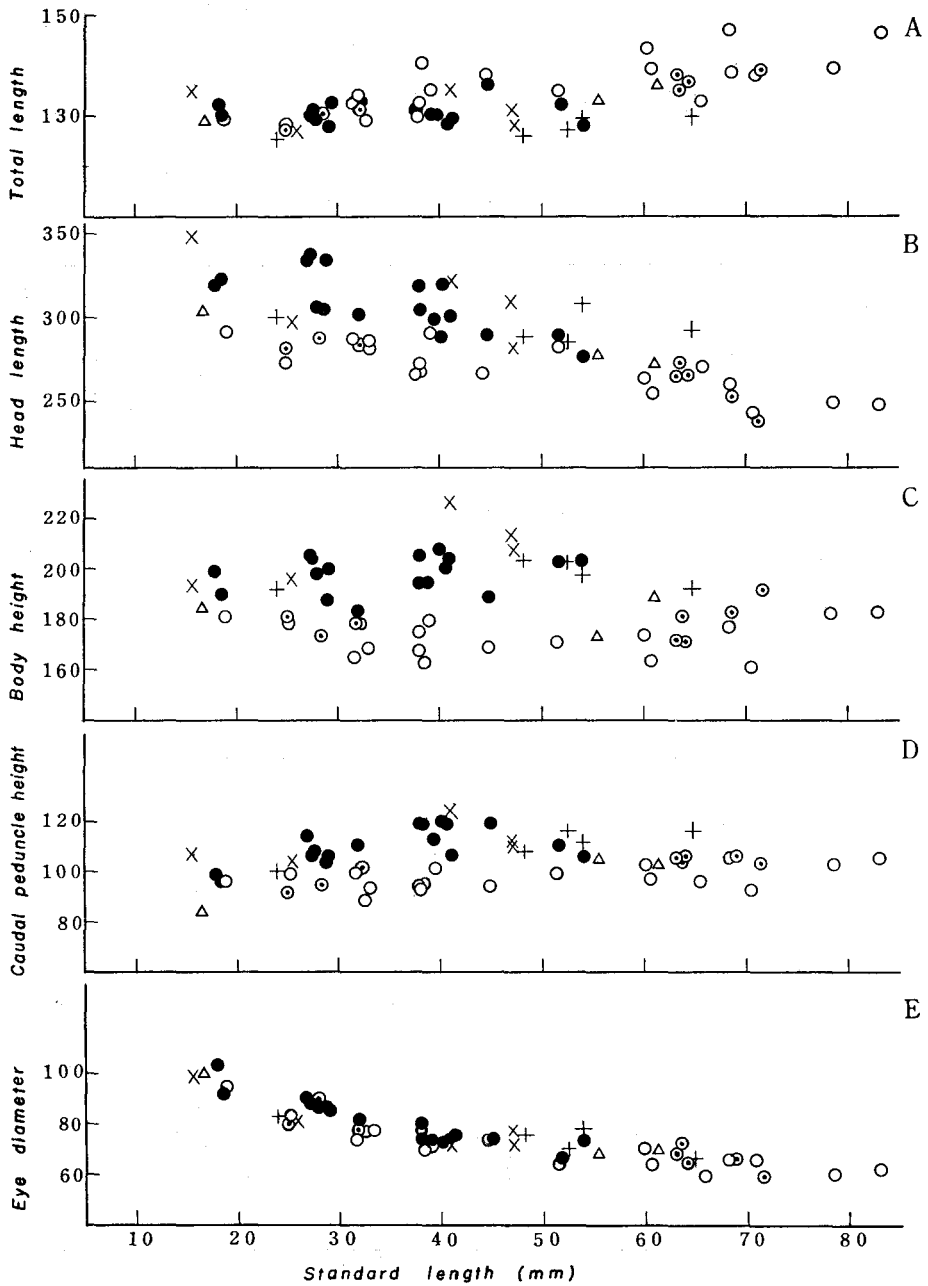 A
150
130
Total length
B
350
300
250
Head length
C
220
200
180
160
Body height
D
120
100
80
Caudal peduncle height
E
100
80
60
Eye diameter
10 20 30 40 50 60 70 80
Standard length (mm)